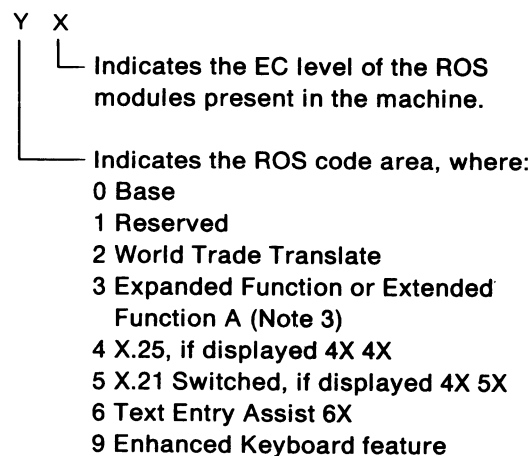 Y X
Indicates the EC level of the ROS
modules present in the machine.
Indicates the ROS code area, where:
0 Base
1 Reserved
2 World Trade Translate
3 Expanded Function or Extended
Function A (Note 3)
4 X.25, if displayed 4X 4X
5 X.21 Switched, if displayed 4X 5X
6 Text Entry Assist 6X
9 Enhanced Keyboard feature